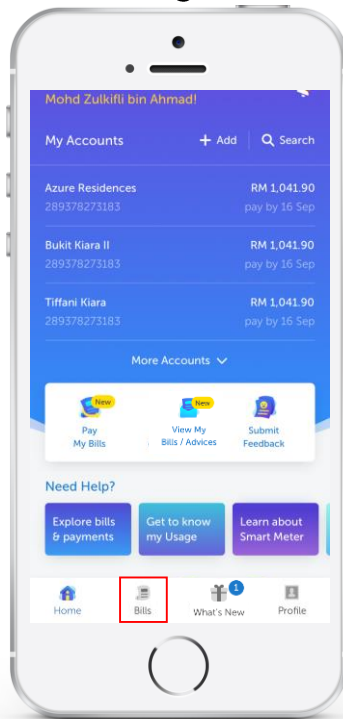 Mohd Zulkifli bin Ahmad!
My Accounts + Add Search
Azure Residences RM 1,041.90
289378273183 pay by 16 Sep
Bukit Kiara II RM 1,041.90
289378273183 pay by 16 Sep
Tiffani Kiara RM 1,041.90
289378273183 pay by 16 Sep
More Accounts
New New
Pay View My Submit
My Bills Bills / Advices Feedback
Need Help?
Explore bills Get to know Learn about
& payments my Usage Smart Meter
1
Home Bills What's New Profile